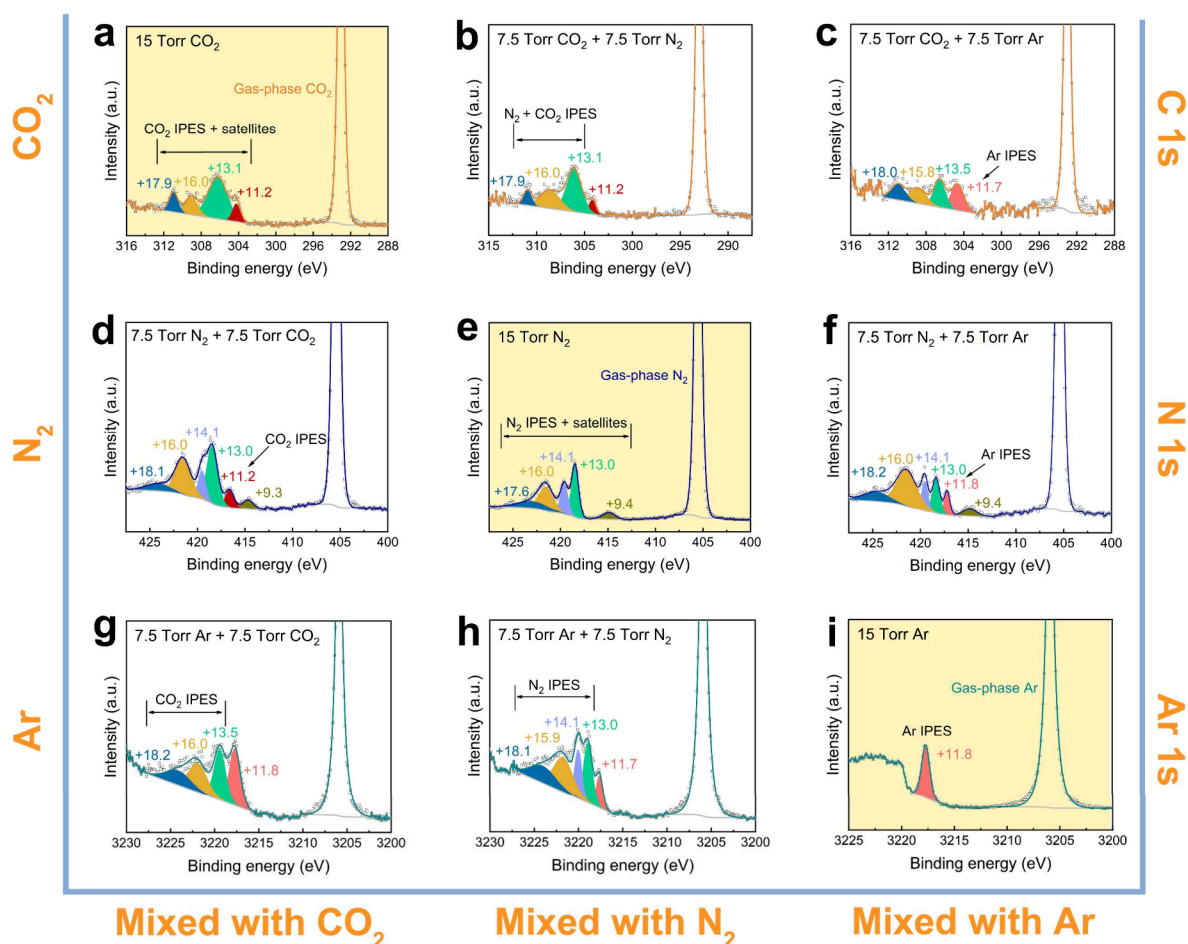 a
15 Torr CO₂
Gas-phase CO₂
CO₂ IPES + satellites
+17.9
+16.0
+13.1
+11.2
Intensity (a.u.)
316 312 308 304 300 296 292 288
Binding energy (eV)
b
7.5 Torr CO₂ + 7.5 Torr N₂
N₂ + CO₂ IPES
+17.9
+16.0
+13.1
+11.2
Intensity (a.u.)
315 310 305 300 295 290
Binding energy (eV)
c
7.5 Torr CO₂ + 7.5 Torr Ar
Ar IPES
+18.0
+15.8
+13.5
+11.7
Intensity (a.u.)
316 312 308 304 300 296 292 288
Binding energy (eV)
CO₂
C 1s
d
7.5 Torr N₂ + 7.5 Torr CO₂
CO₂ IPES
+18.1
+16.0
+14.1
+13.0
+11.2
+9.3
Intensity (a.u.)
425 420 415 410 405 400
Binding energy (eV)
e
15 Torr N₂
Gas-phase N₂
N₂ IPES + satellites
+17.6
+16.0
+14.1
+13.0
+9.4
Intensity (a.u.)
425 420 415 410 405 400
Binding energy (eV)
f
7.5 Torr N₂ + 7.5 Torr Ar
Ar IPES
+18.2
+16.0
+14.1
+13.0
+11.8
+9.4
Intensity (a.u.)
425 420 415 410 405 400
Binding energy (eV)
N₂
N 1s
g
7.5 Torr Ar + 7.5 Torr CO₂
CO₂ IPES
+18.2
+16.0
+13.5
+11.8
Intensity (a.u.)
3230 3225 3220 3215 3210 3205 3200
Binding energy (eV)
h
7.5 Torr Ar + 7.5 Torr N₂
N₂ IPES
+18.1
+15.9
+14.1
+13.0
+11.7
Intensity (a.u.)
3230 3225 3220 3215 3210 3205 3200
Binding energy (eV)
i
15 Torr Ar
Gas-phase Ar
Ar IPES
+11.8
Intensity (a.u.)
3225 3220 3215 3210 3205 3200
Binding energy (eV)
Ar
Ar 1s
Mixed with CO₂
Mixed with N₂
Mixed with Ar